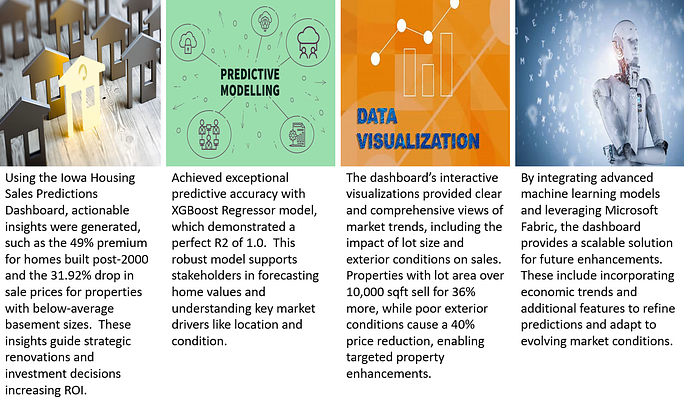 PREDICTIVE
MODELLING
DATA
VISUALIZATION
Using the Iowa Housing
Sales Predictions
Dashboard, actionable
insights were generated,
such as the 49% premium
for homes built post-2000
and the 31.92% drop in
sale prices for properties
with below-average
basement sizes.  These
insights guide strategic
renovations and
investment decisions
increasing ROI.
Achieved exceptional
predictive accuracy with
XGBoost Regressor model,
which demonstrated a
perfect R2 of 1.0.  This
robust model supports
stakeholders in forecasting
home values and
understanding key market
drivers like location and
condition.
The dashboard’s interactive
visualizations provided clear
and comprehensive views of
market trends, including the
impact of lot size and
exterior conditions on sales.
Properties with lot area over
10,000 sqft sell for 36%
more, while poor exterior
conditions cause a 40%
price reduction, enabling
targeted property
enhancements.
By integrating advanced
machine learning models
and leveraging Microsoft
Fabric, the dashboard
provides a scalable solution
for future enhancements.
These include incorporating
economic trends and
additional features to refine
predictions and adapt to
evolving market conditions.